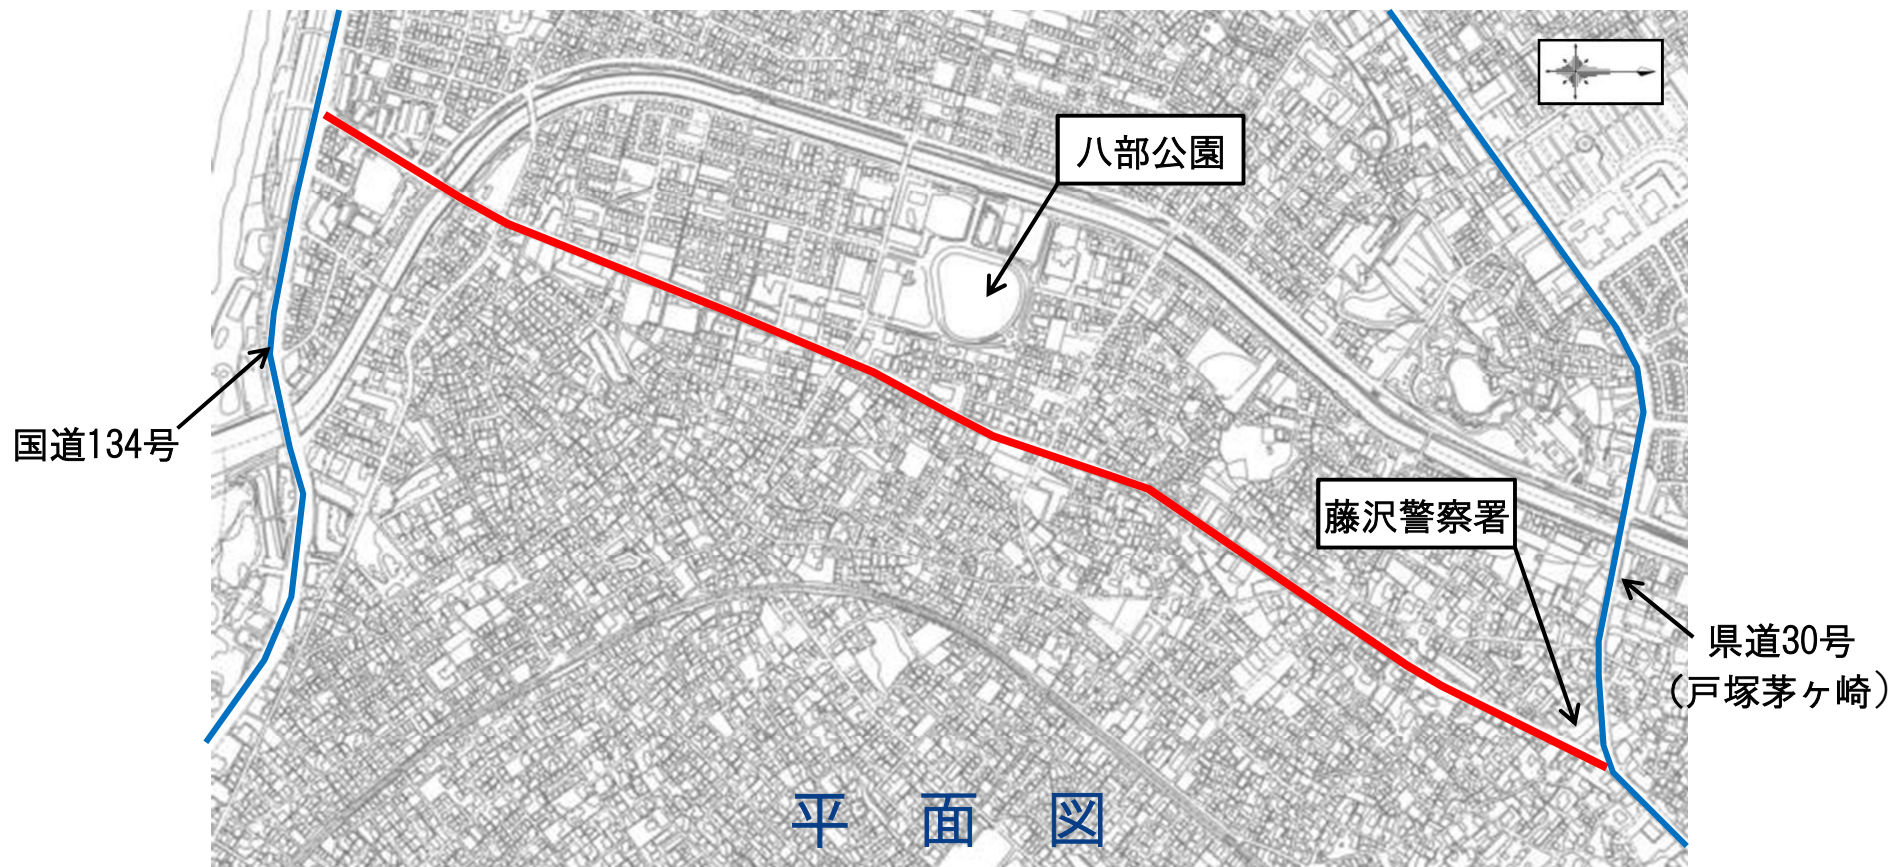 八部公園
国道134号
藤沢警察署
県道30号
(戸塚茅ヶ崎)
平面図